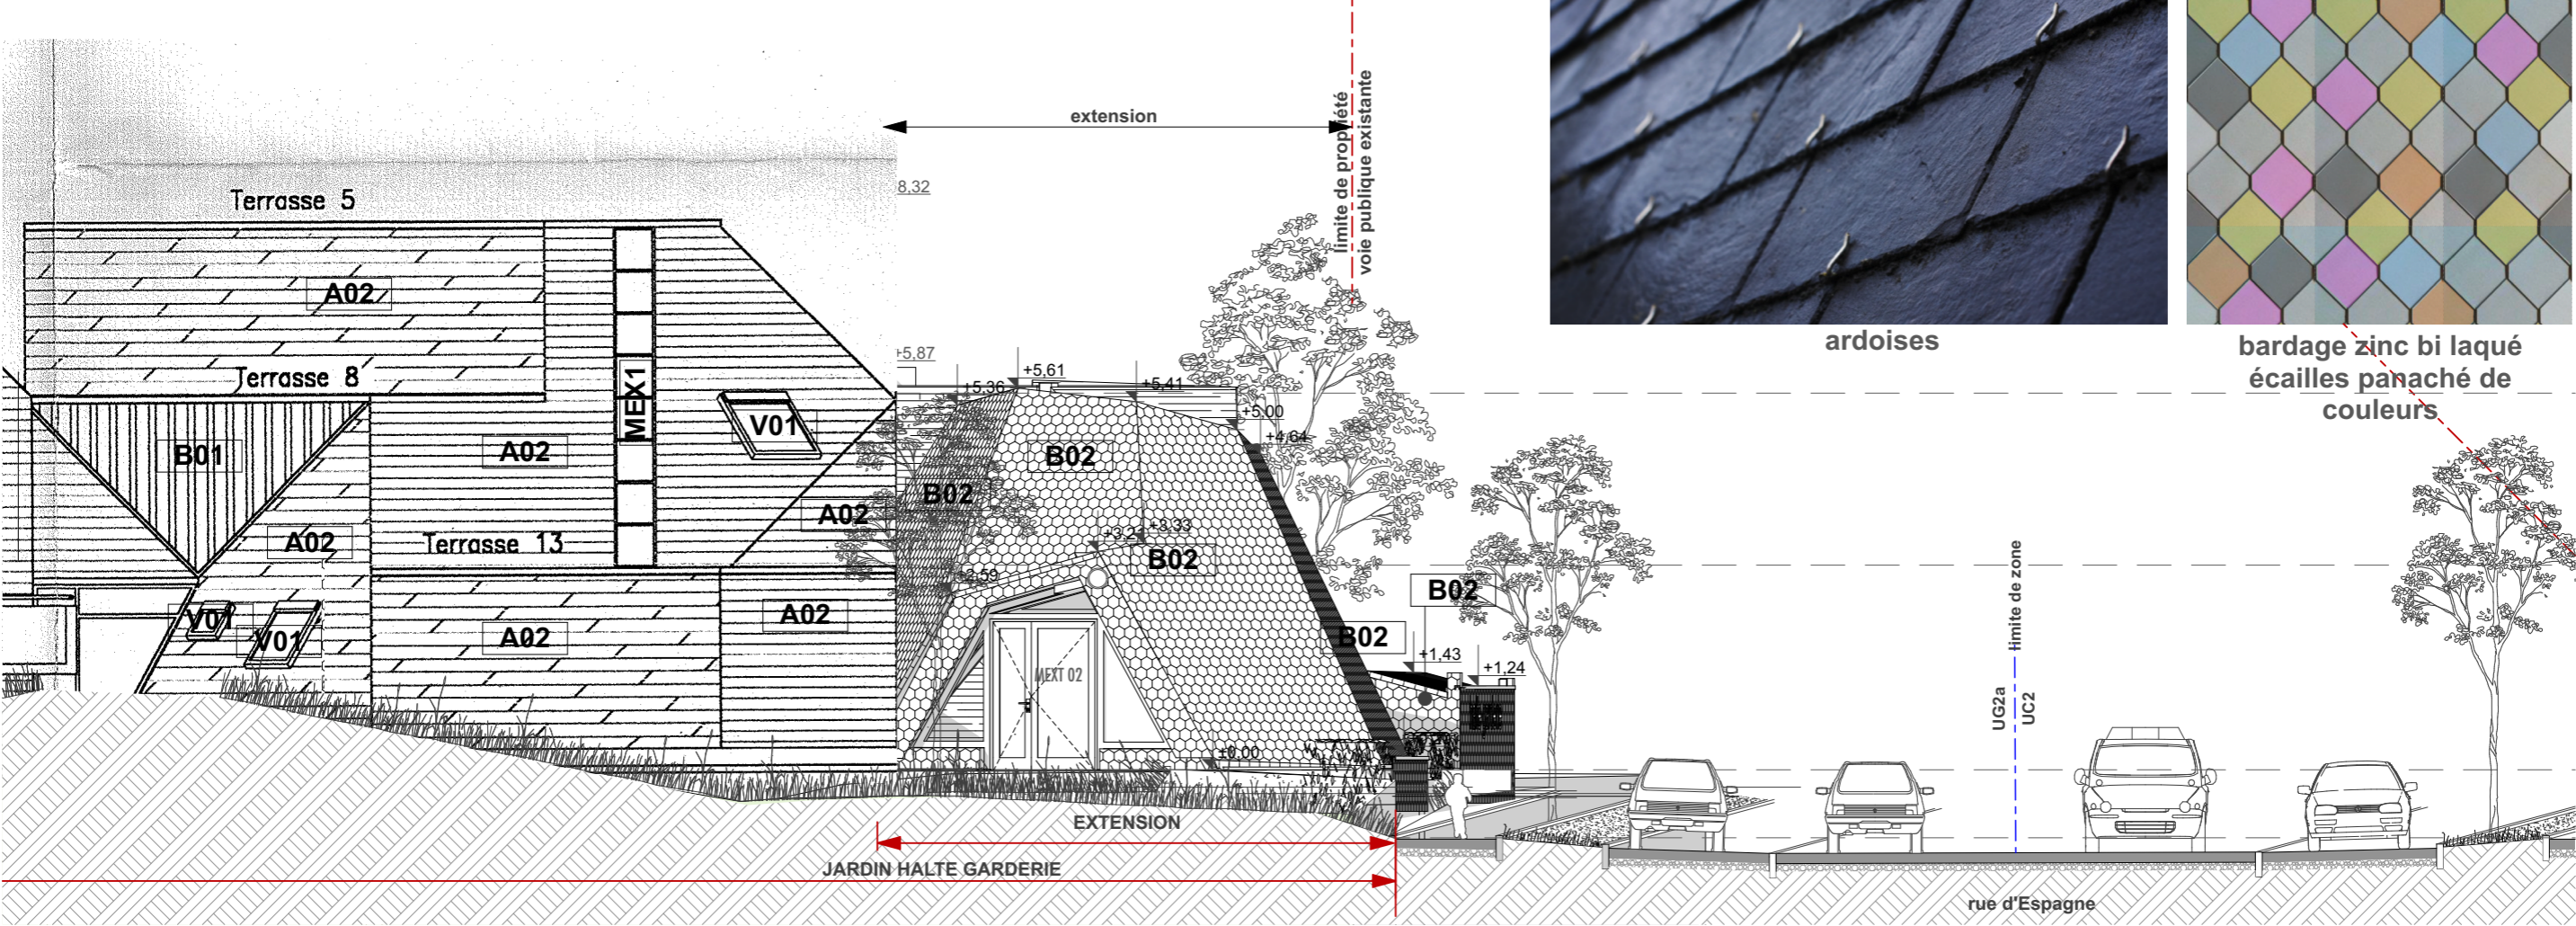 extension
limite de propriété
voie publique existante
8,32
Terrasse 5
A02
ardoises
bardage zinc bi laqué
écailles panaché de
couleurs
+5,87
+5,61
+5,36
+5,41
+5,00
+4,64
Terrasse 8
MEX1
V01
B01
A02
B02
B02
A02
A02
Terrasse 13
+3,33
B02
+2,59
B02
limite de zone
V01
V01
A02
A02
B02
+1,43
+1,24
MEXT 02
UG2a
UC2
±0,00
EXTENSION
JARDIN HALTE GARDERIE
rue d'Espagne